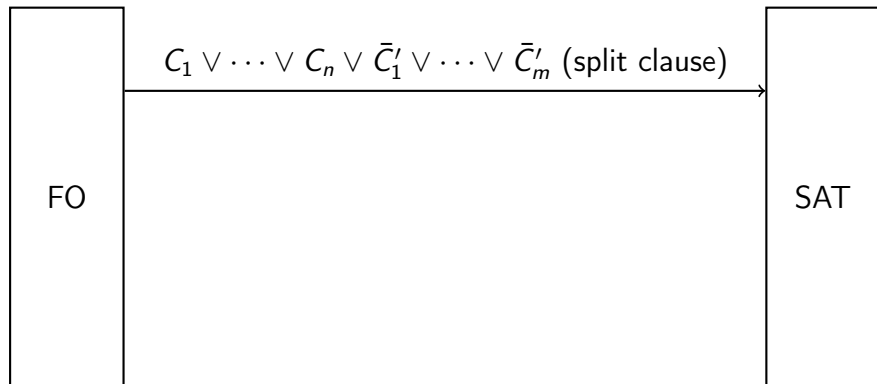 C₁ ∨ ⋯ ∨ Cₙ ∨ C̄′₁ ∨ ⋯ ∨ C̄′ₘ (split clause)
FO
SAT